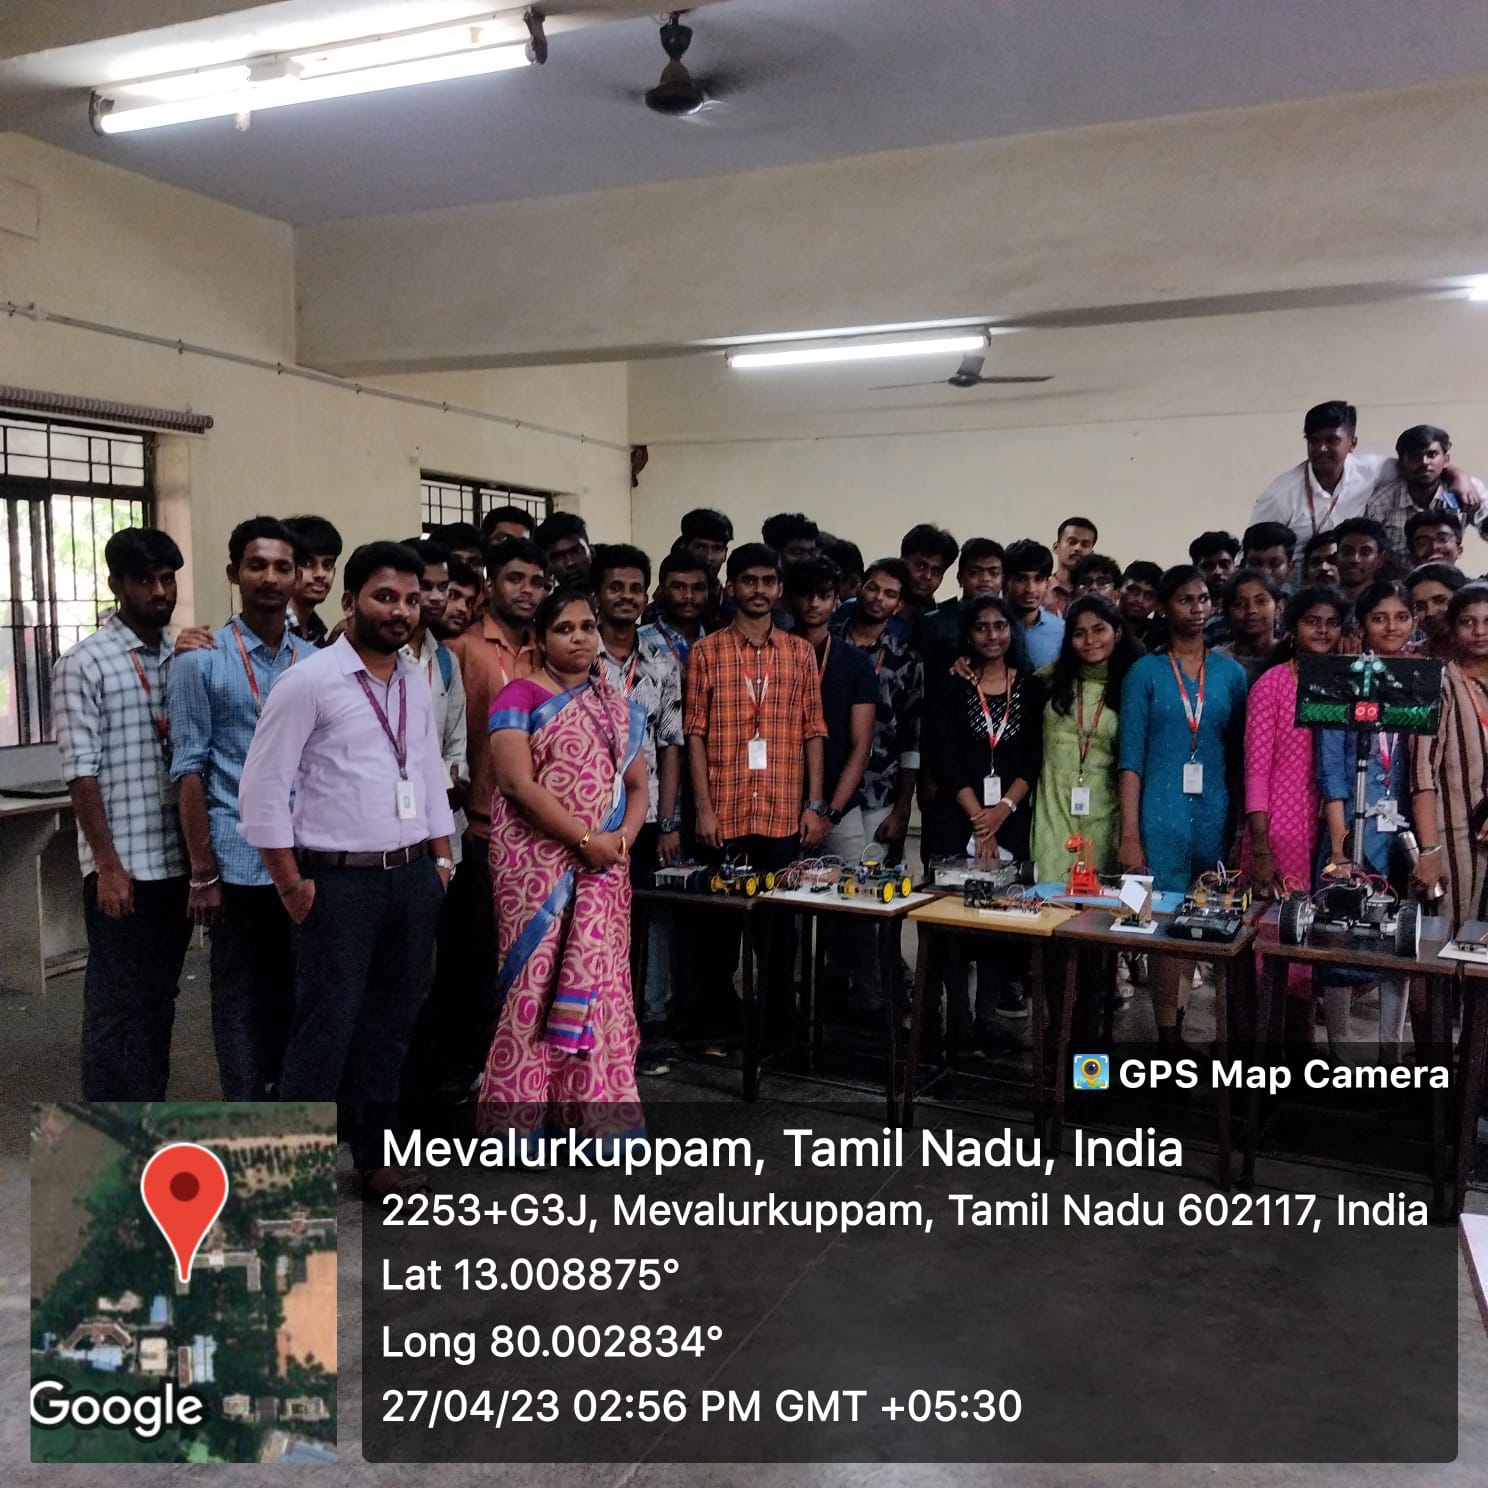 GPS Map Camera
Mevalurkuppam, Tamil Nadu, India
2253+G3J, Mevalurkuppam, Tamil Nadu 602117, India
Lat 13.008875°
Long 80.002834°
27/04/23 02:56 PM GMT +05:30
Google